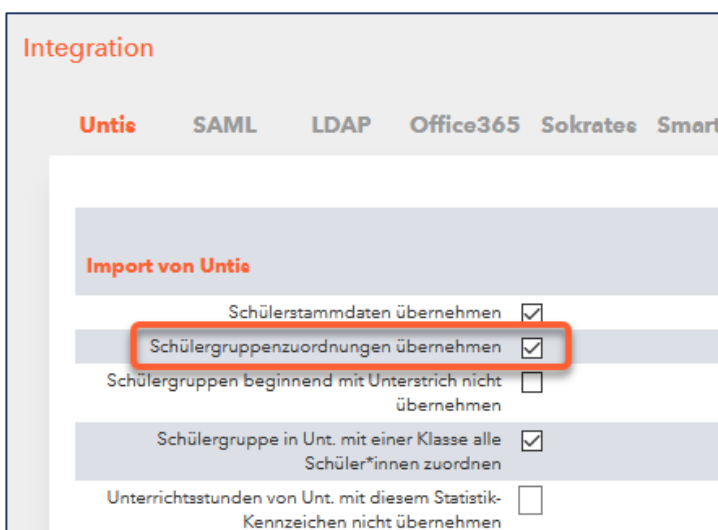 Integration
Untis SAML LDAP Office365 Sokrates Smart
Import von Untis
Schülerstammdaten übernehmen
Schülergruppenzuordnungen übernehmen
Schülergruppen beginnend mit Unterstrich nicht
übernehmen
Schülergruppe in Unt. mit einer Klasse alle
Schüler*innen zuordnen
Unterrichtsstunden von Unt. mit diesem Statistik-
Kennzeichen nicht übernehmen